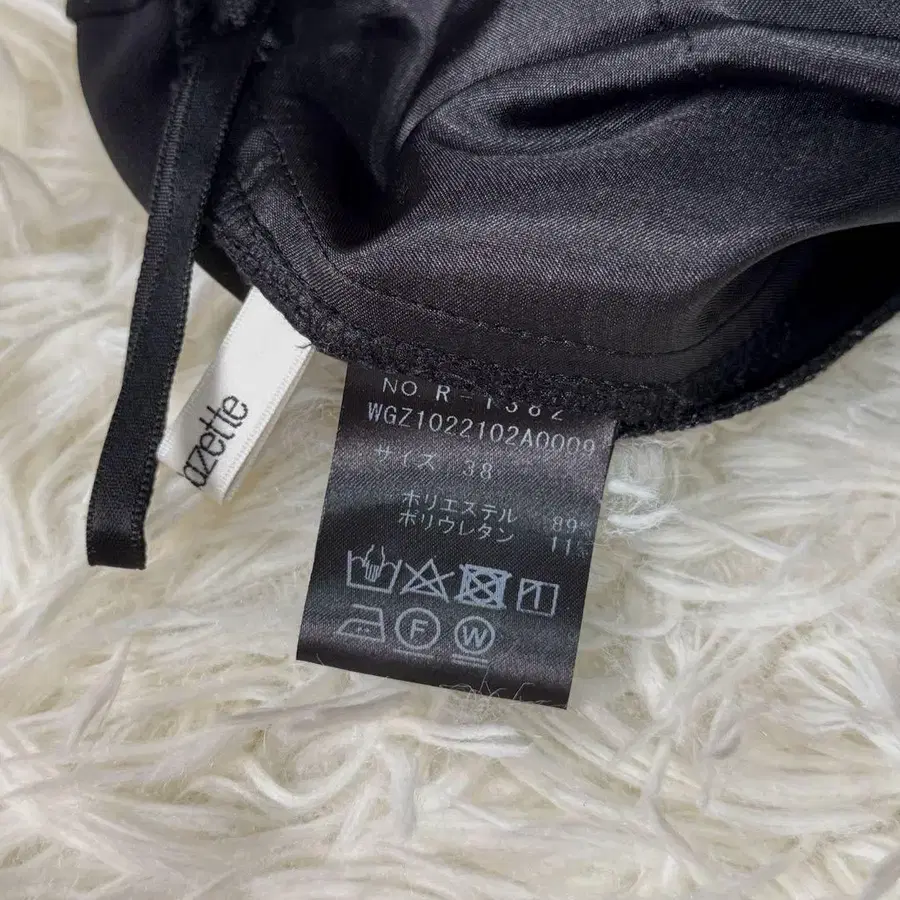 azette
NO. R-1382
WGZ1022102A0009
サイズ 38
ポリエステル 89%
ポリウレタン 11%
F W